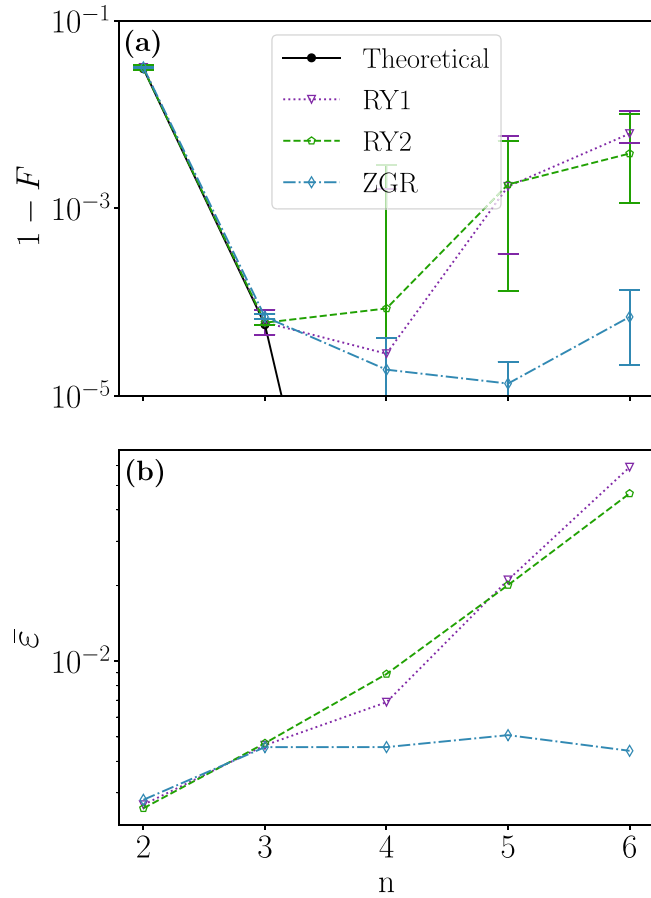 10⁻¹
(a)
Theoretical
RY1
RY2
ZGR
1 − F
10⁻³
10⁻⁵
(b)
ε̄
10⁻²
2 3 4 5 6
n